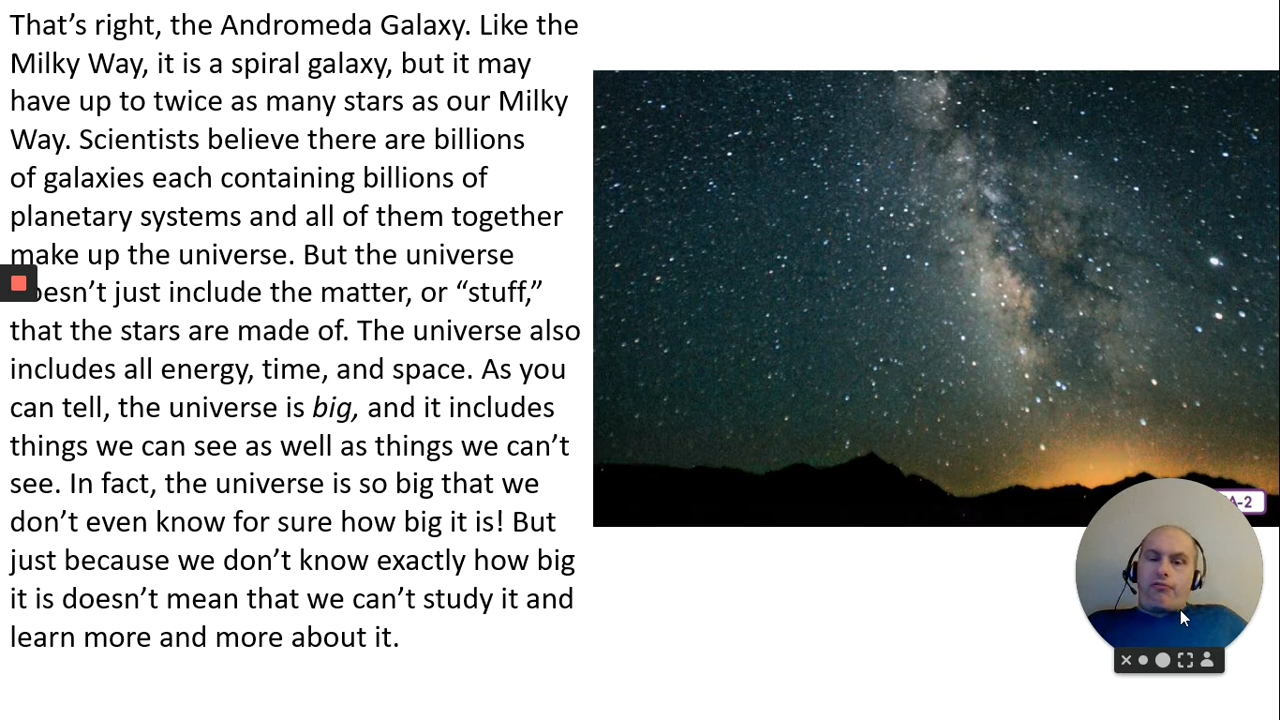 That’s right, the Andromeda Galaxy. Like the
Milky Way, it is a spiral galaxy, but it may
have up to twice as many stars as our Milky
Way. Scientists believe there are billions
of galaxies each containing billions of
planetary systems and all of them together
make up the universe. But the universe
doesn’t just include the matter, or “stuff,”
that the stars are made of. The universe also
includes all energy, time, and space. As you
can tell, the universe is big, and it includes
things we can see as well as things we can’t
see. In fact, the universe is so big that we
don’t even know for sure how big it is! But
just because we don’t know exactly how big
it is doesn’t mean that we can’t study it and
learn more and more about it.
A-2